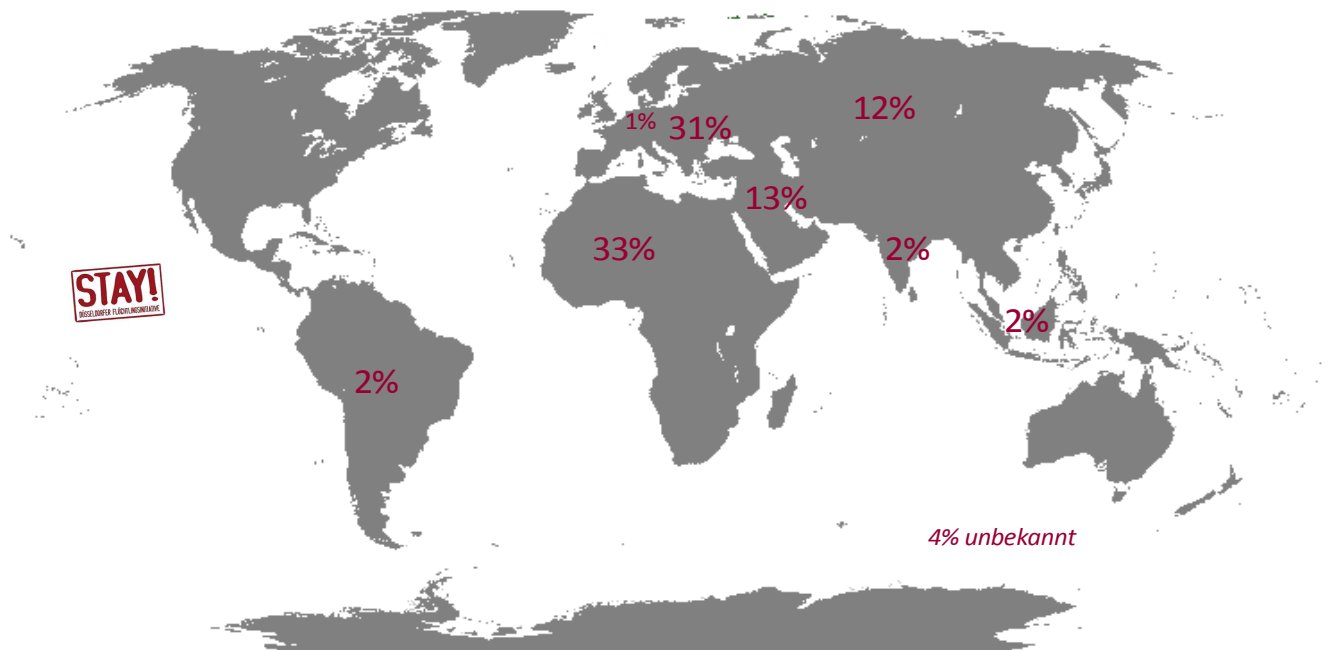 12%
1%
31%
13%
33%
2%
STAY!
DÜSSELDORFER FLÜCHTLINGSINITIATIVE
2%
2%
4% unbekannt